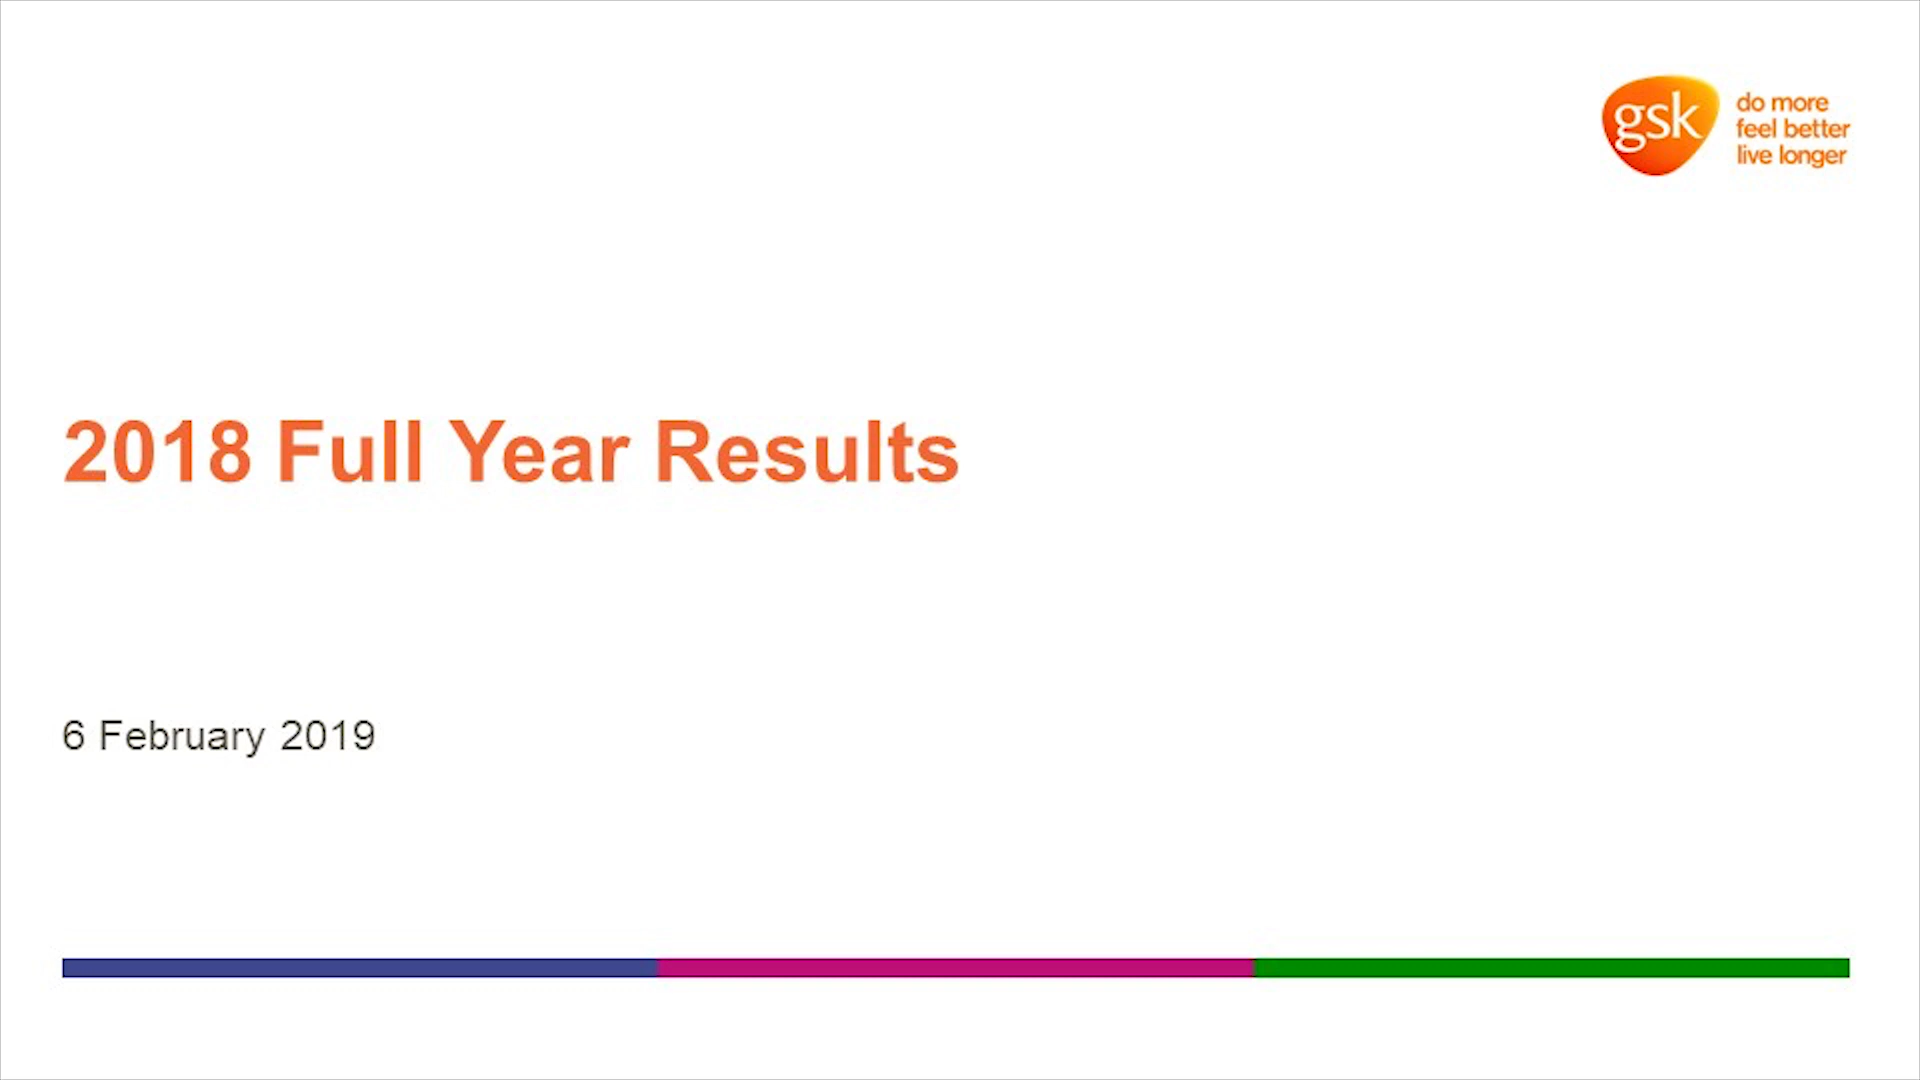 gsk
do more
feel better
live longer
2018 Full Year Results
6 February 2019